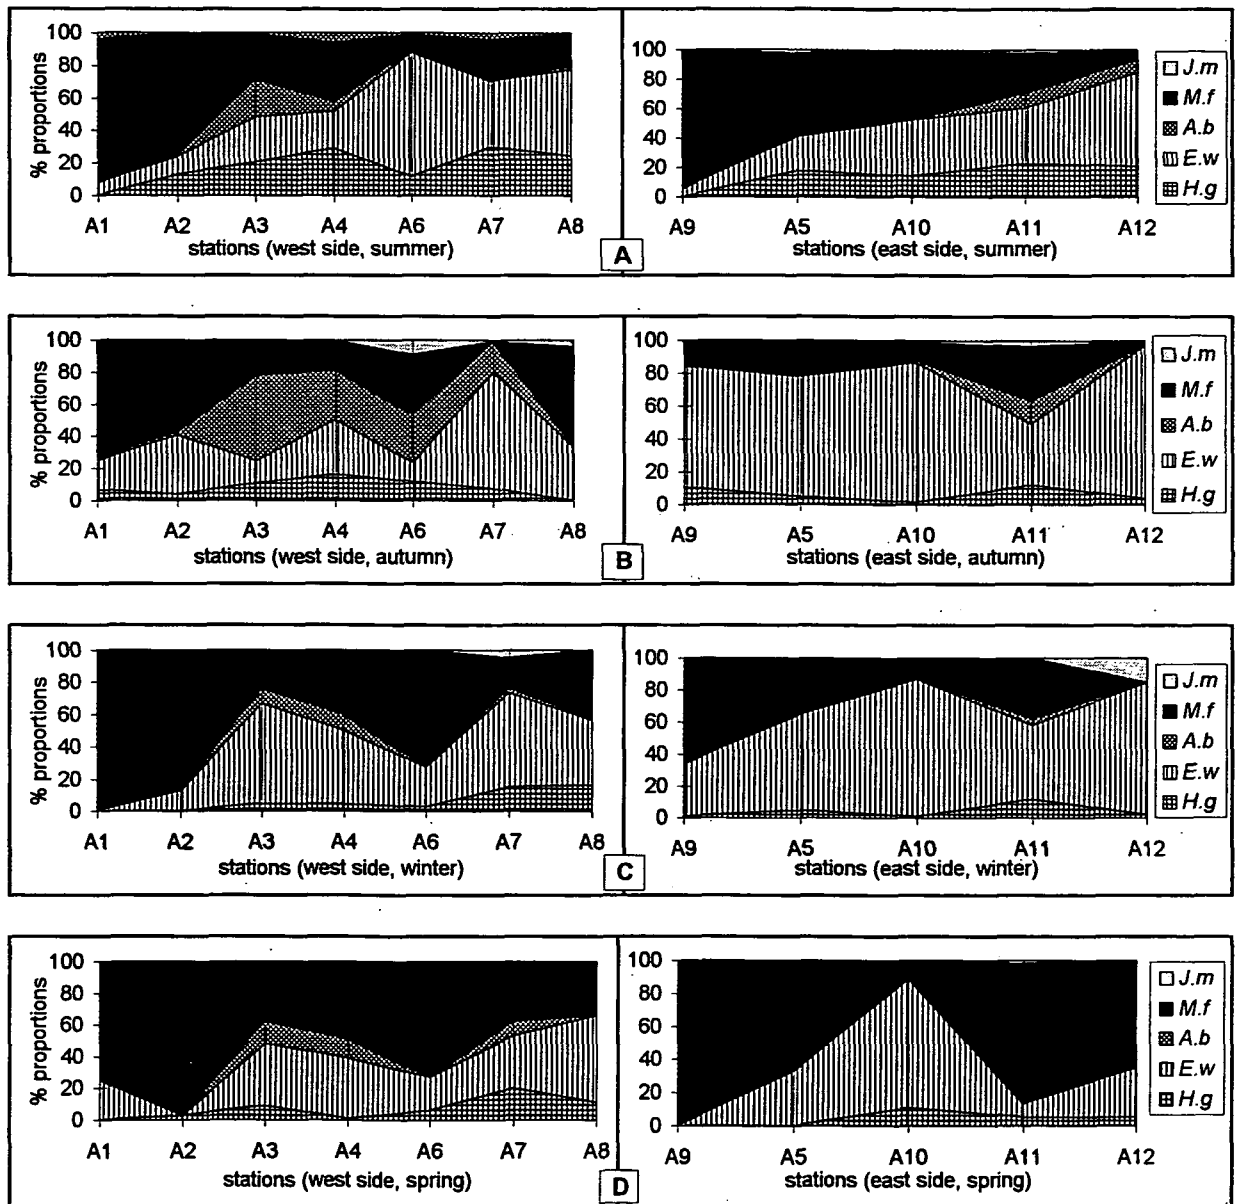 % proportions
100
80
60
40
20
0
A1 A2 A3 A4 A6 A7 A8
stations (west side, summer)
A
100
80
60
40
20
0
A9 A5 A10 A11 A12
stations (east side, summer)
J.m
M.f
A.b
E.w
H.g
% proportions
100
80
60
40
20
0
A1 A2 A3 A4 A6 A7 A8
stations (west side, autumn)
B
100
80
60
40
20
0
A9 A5 A10 A11 A12
stations (east side, autumn)
J.m
M.f
A.b
E.w
H.g
% proportions
100
80
60
40
20
0
A1 A2 A3 A4 A6 A7 A8
stations (west side, winter)
C
100
80
60
40
20
0
A9 A5 A10 A11 A12
stations (east side, winter)
J.m
M.f
A.b
E.w
H.g
% proportions
100
80
60
40
20
0
A1 A2 A3 A4 A6 A7 A8
stations (west side, spring)
D
100
80
60
40
20
0
A9 A5 A10 A11 A12
stations (east side, spring)
J.m
M.f
A.b
E.w
H.g